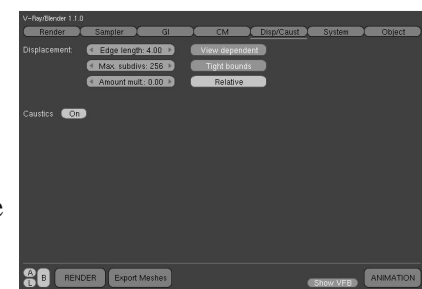 V-Ray/Blender 1.1.0
Render Sampler GI CM Disp/Caust System Object
Displacement: Edge length: 4.00 View dependent
Max. subdivs: 256 Tight bounds
Amount mult.: 0.00 Relative
Caustics On
e
A
L B RENDER Export Meshes Show VFB ANIMATION